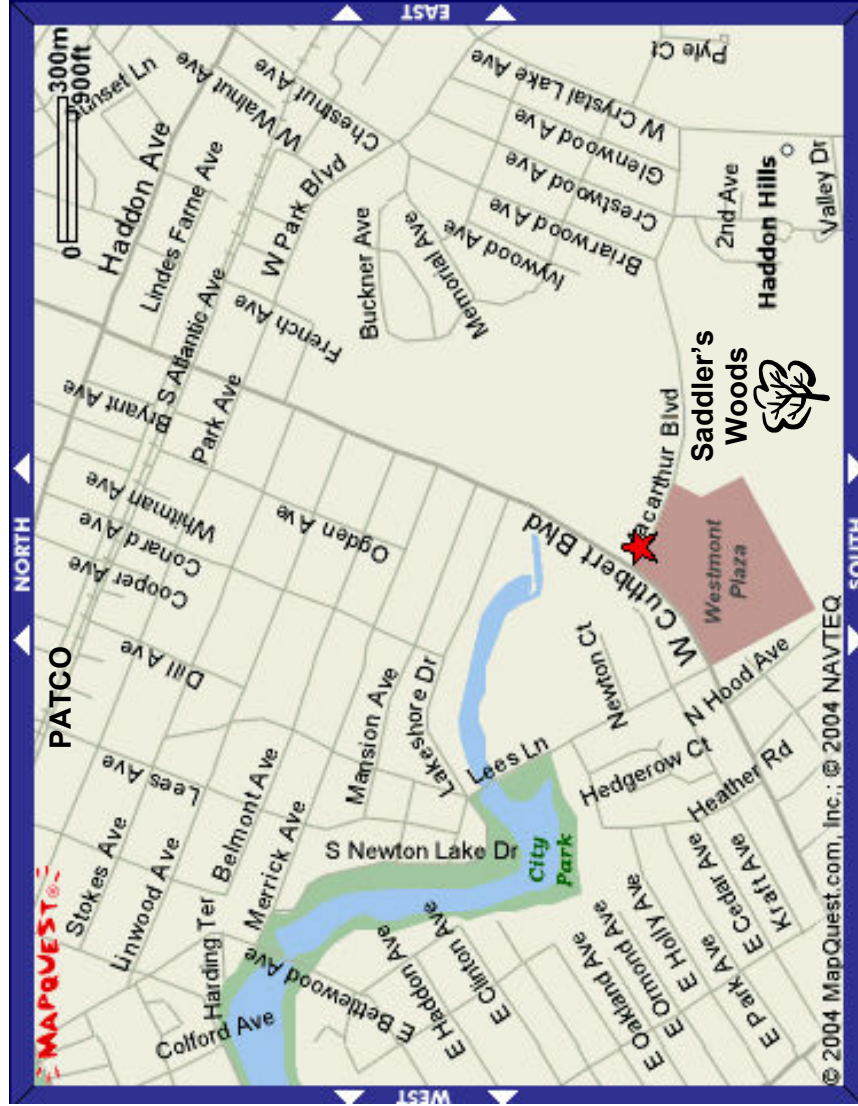 EAST
300m
900ft
0
Sunset Ln
W Walnut Ave
Chestnut Ave
Haddon Ave
Lindes Farne Ave
W Park Blvd
S Atlantic Ave
French Ave
Buckner Ave
Memorial Ave
Ivywood Ave
Briarwood Ave
Crestwood Ave
Glenwood Ave
W Crystal Lake Ave
Pyle Ct
2nd Ave
Haddon Hills
Valley Dr
NORTH
Bryant Ave
Park Ave
Whitman Ave
Conard Ave
Cooper Ave
Ogden Ave
Dill Ave
PATCO
W Cuthbert Blvd
acarthur Blvd
Saddler's
Woods
Westmont
Plaza
SOUTH
Mansion Ave
Lakeshore Dr
Newton Ct
N Hood Ave
Lees Ln
Hedgerow Ct
Heather Rd
Lees Ave
Stokes Ave
Linwood Ave
Belmont Ave
Merrick Ave
Harding Ter
S Newton Lake Dr
City
Park
Colford Ave
E Bettlewood Ave
E Haddon Ave
E Clinton Ave
E Oakland Ave
E Ormond Ave
E Holly Ave
E Park Ave
E Cedar Ave
Kraft Ave
MAPQUEST®
© 2004 MapQuest.com, Inc.; © 2004 NAVTEQ
WEST